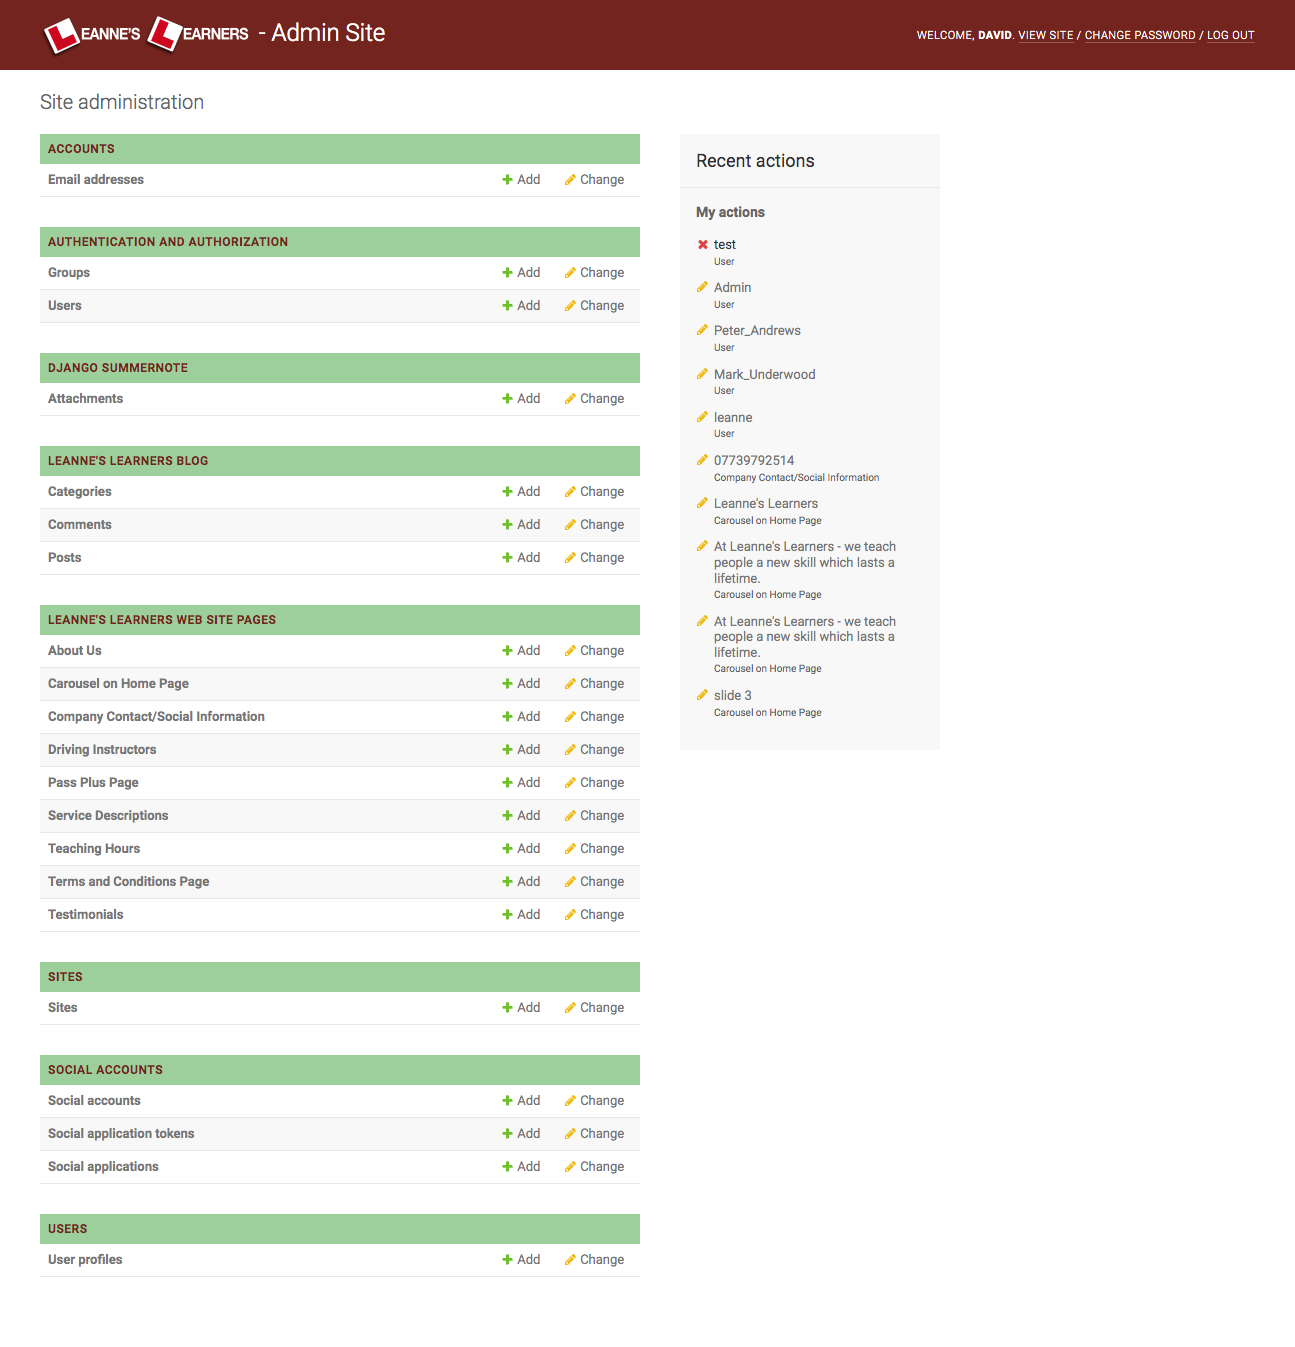 EANNE'S EARNERS - Admin Site
WELCOME, DAVID. VIEW SITE / CHANGE PASSWORD / LOG OUT
Site administration
ACCOUNTS
Email addresses Add Change
AUTHENTICATION AND AUTHORIZATION
Groups Add Change
Users Add Change
DJANGO SUMMERNOTE
Attachments Add Change
LEANNE'S LEARNERS BLOG
Categories Add Change
Comments Add Change
Posts Add Change
LEANNE'S LEARNERS WEB SITE PAGES
About Us Add Change
Carousel on Home Page Add Change
Company Contact/Social Information Add Change
Driving Instructors Add Change
Pass Plus Page Add Change
Service Descriptions Add Change
Teaching Hours Add Change
Terms and Conditions Page Add Change
Testimonials Add Change
SITES
Sites Add Change
SOCIAL ACCOUNTS
Social accounts Add Change
Social application tokens Add Change
Social applications Add Change
USERS
User profiles Add Change
Recent actions
My actions
test
User
Admin
User
Peter_Andrews
User
Mark_Underwood
User
leanne
User
07739792514
Company Contact/Social Information
Leanne's Learners
Carousel on Home Page
At Leanne's Learners - we teach
people a new skill which lasts a
lifetime.
Carousel on Home Page
At Leanne's Learners - we teach
people a new skill which lasts a
lifetime.
Carousel on Home Page
slide 3
Carousel on Home Page